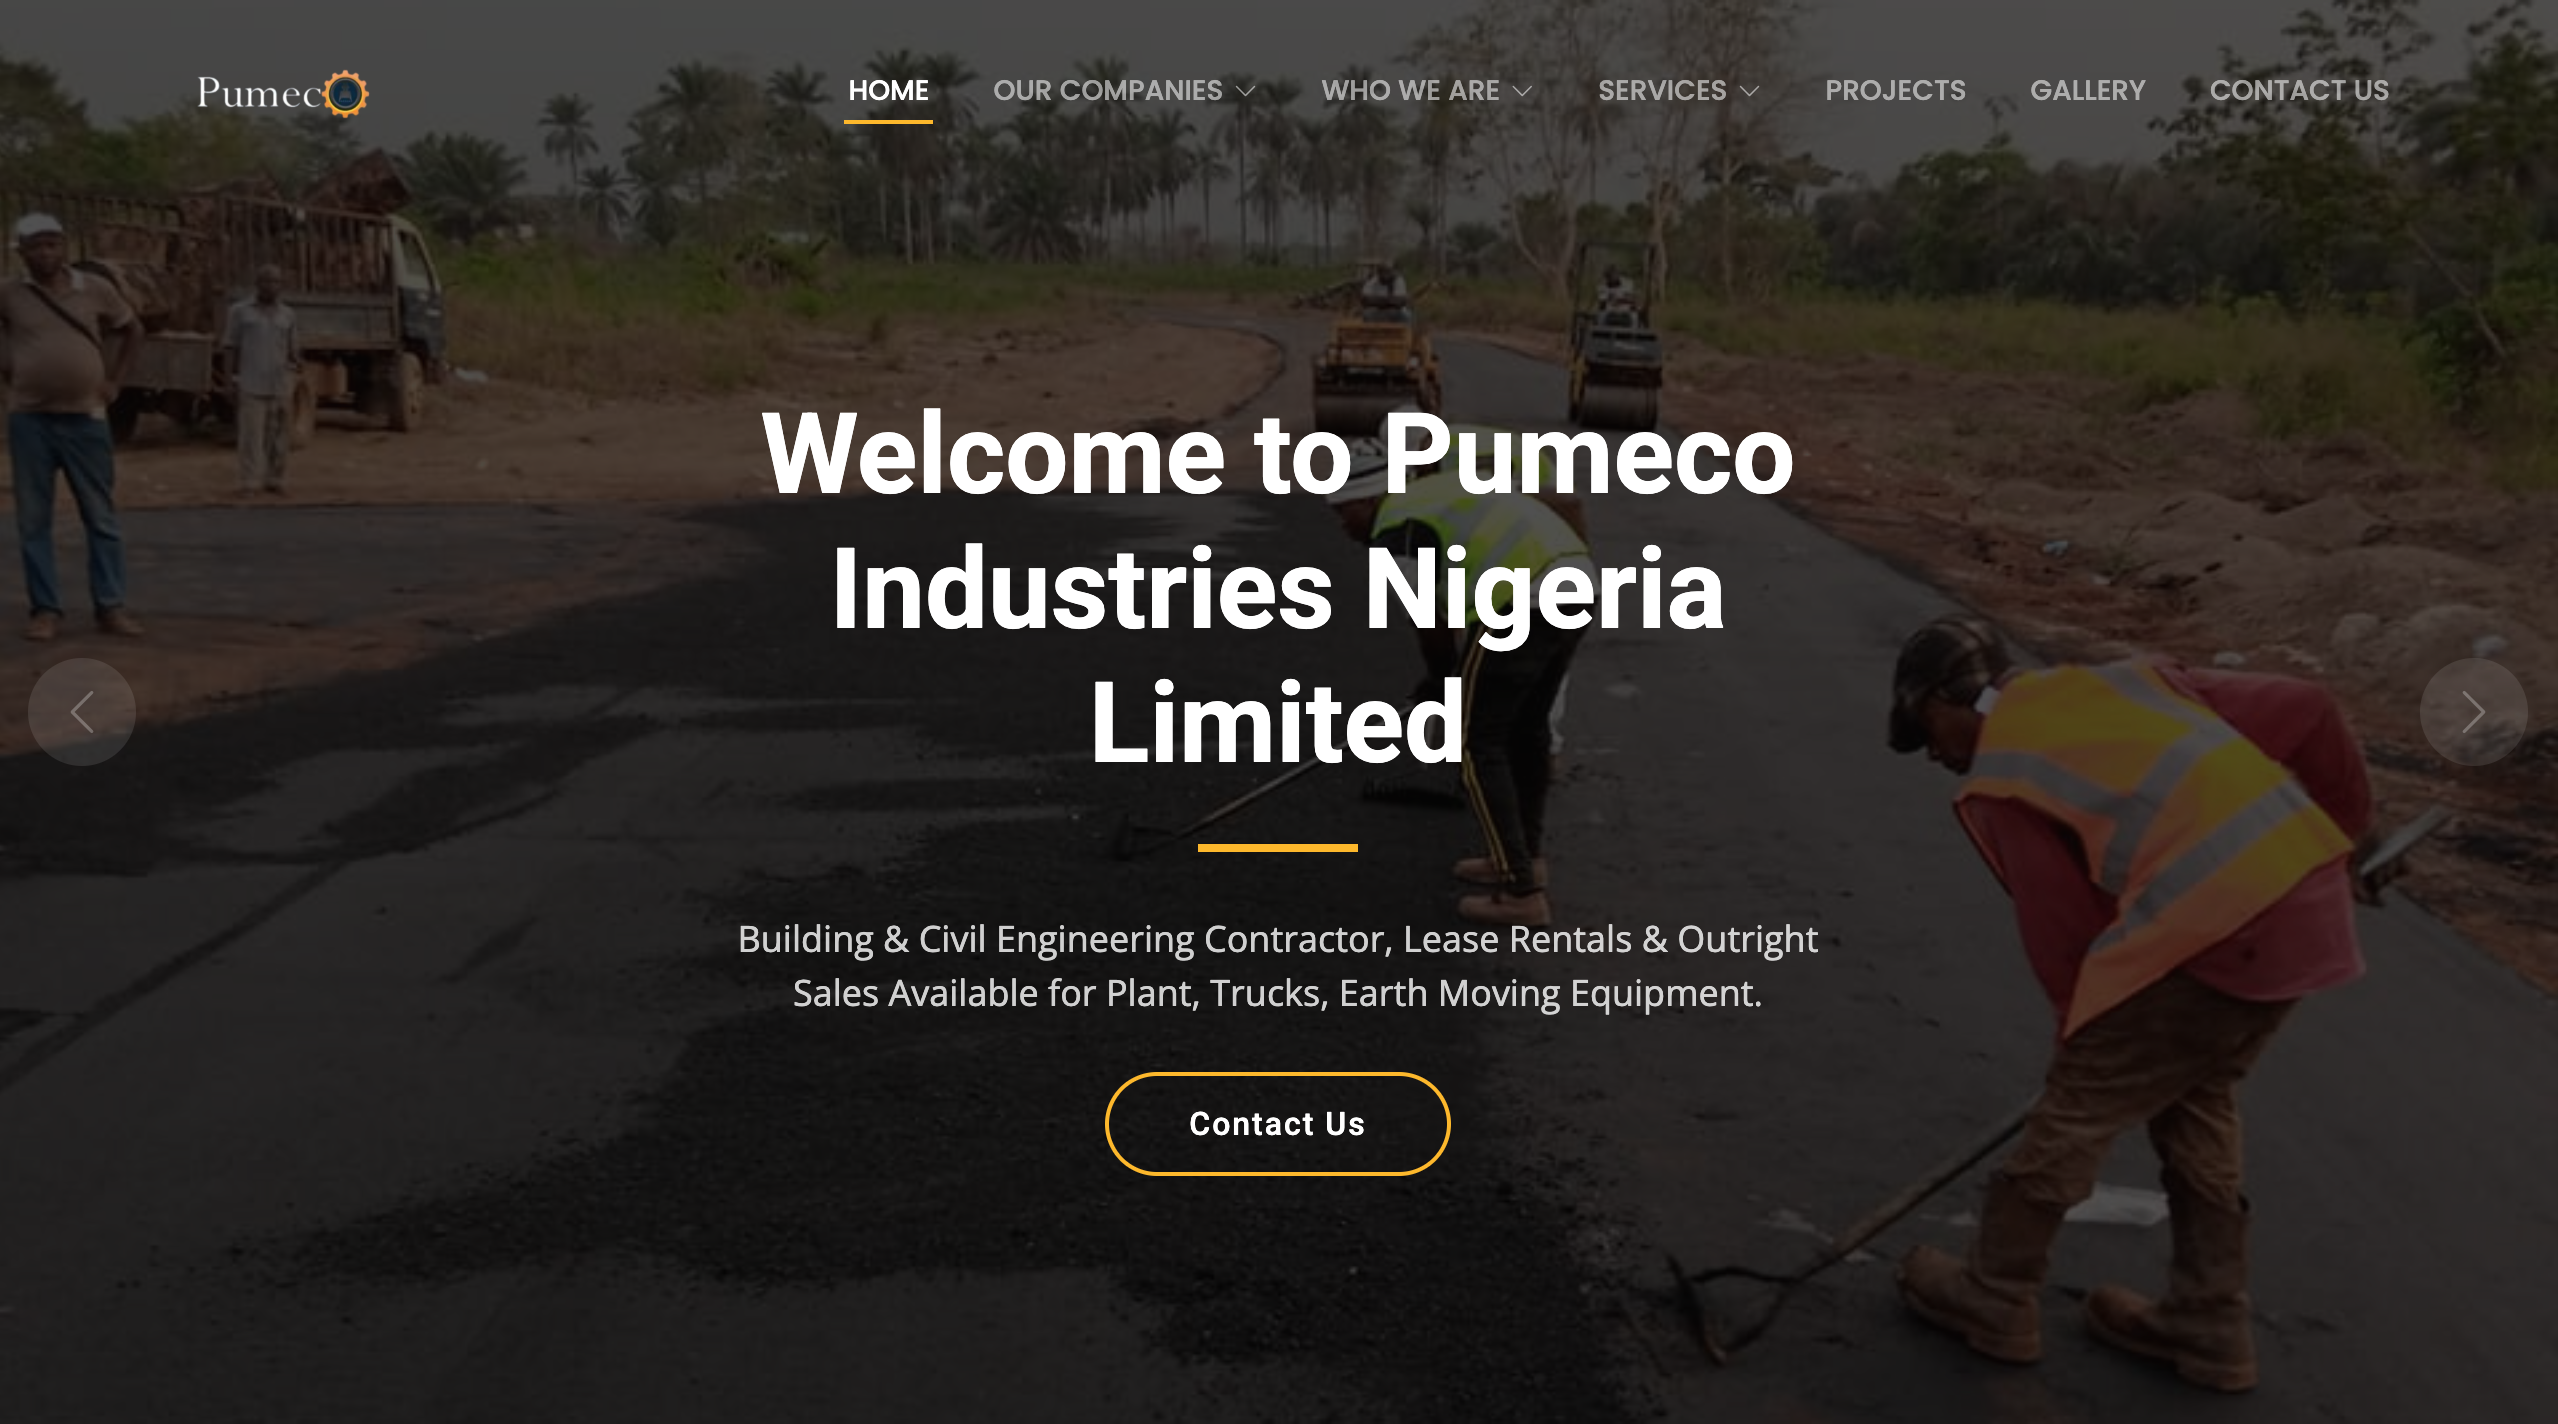 Pumeco
HOME
OUR COMPANIES
WHO WE ARE
SERVICES
PROJECTS
GALLERY
CONTACT US
Welcome to Pumeco
Industries Nigeria
Limited
Building & Civil Engineering Contractor, Lease Rentals & Outright
Sales Available for Plant, Trucks, Earth Moving Equipment.
Contact Us